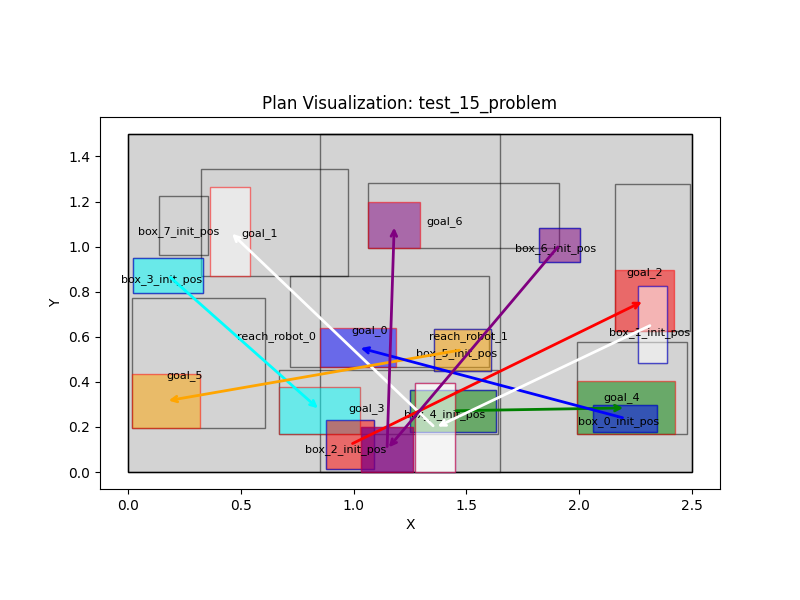 Plan Visualization: test_15_problem
1.4
1.2
1.0
0.8
0.6
0.4
0.2
0.0
Y
goal_6
box_7_init_pos
goal_1
box_6_init_pos
box_3_init_pos
goal_2
goal_0
reach_robot_0
reach_robot_1
box_1_init_pos
box_5_init_pos
goal_5
goal_3
goal_4
box_4_init_pos
box_0_init_pos
box_2_init_pos
0.0
0.5
1.0
1.5
2.0
2.5
X